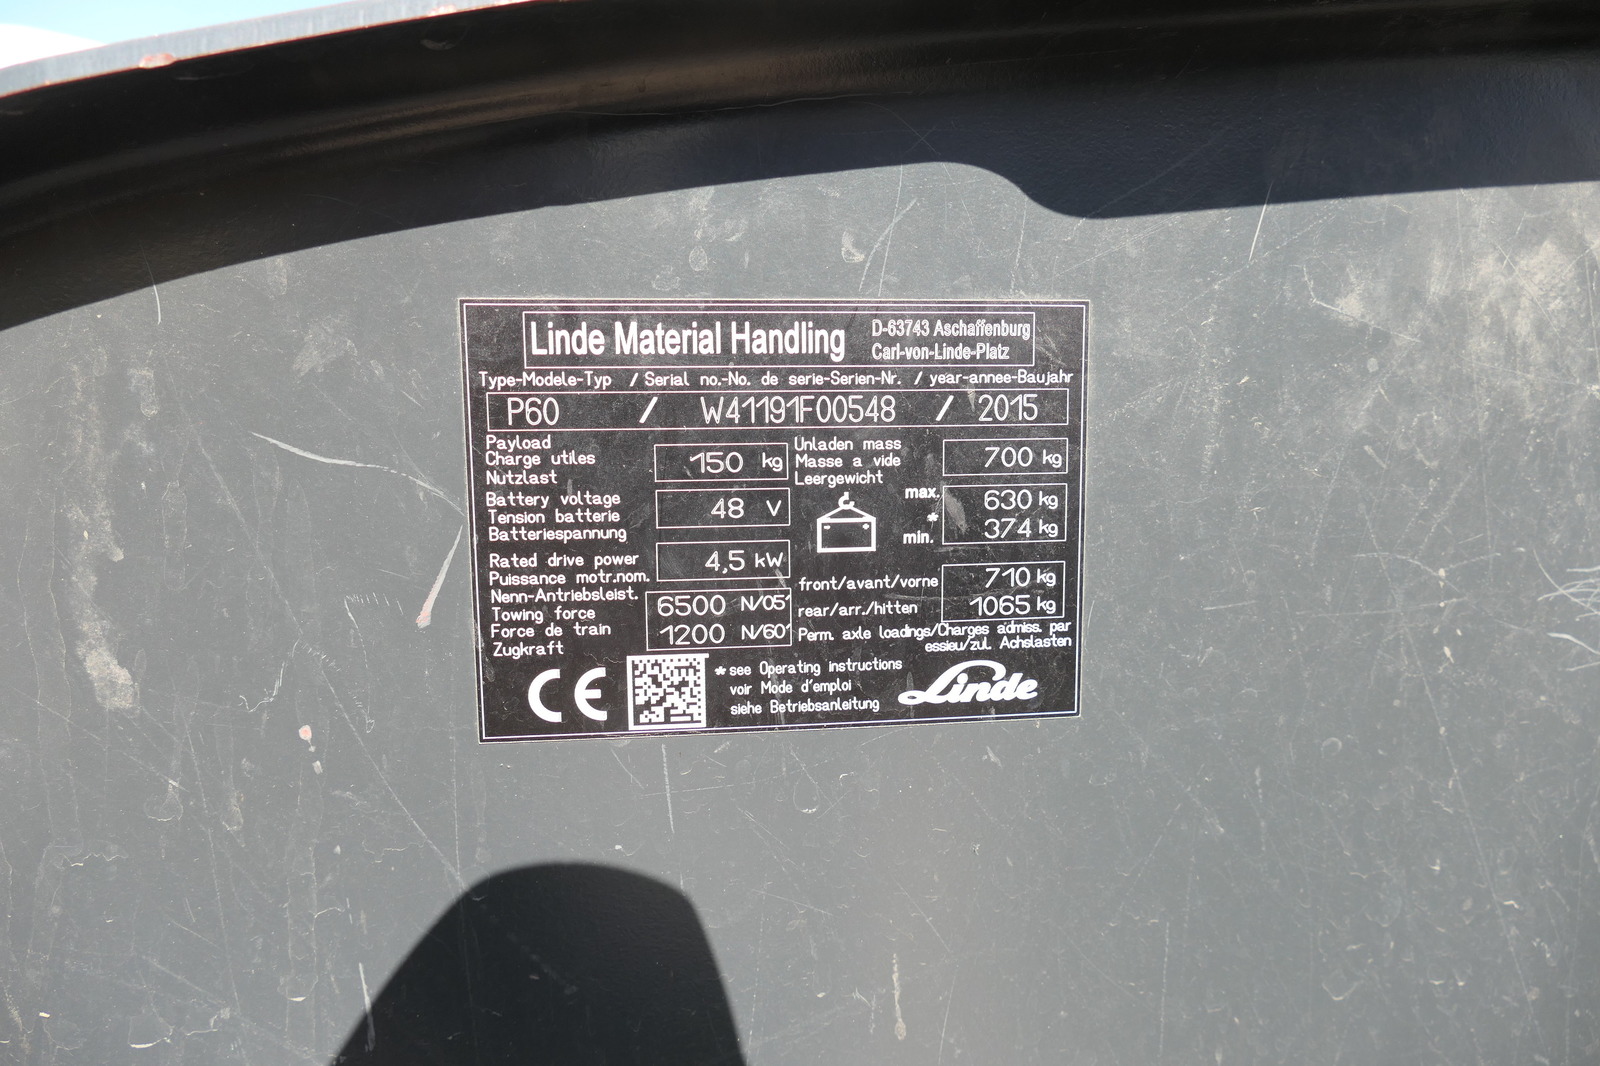 Linde Material Handling
D-63743 Aschaffenburg
Carl-von-Linde-Platz
Type-Modele-Typ / Serial no.-No. de serie-Serien-Nr. / year-annee-Baujahr
P60 / W41191F00548 / 2015
Payload
Charge utiles
Nutzlast
150 kg
Unladen mass
Masse a vide
Leergewicht
700 kg
Battery voltage
Tension batterie
Batteriespannung
48 V
max. 630 kg
*
min. 374 kg
Rated drive power
Puissance motr.nom.
Nenn-Antriebsleist.
4,5 kW
front/avant/vorne 710 kg
rear/arr./hitten 1065 kg
Towing force
Force de train
Zugkraft
6500 N/05'
1200 N/60'
Perm. axle loadings/Charges admiss. par
essieu/zul. Achslasten
CE
* see Operating instructions
voir Mode d'emploi
siehe Betriebsanleitung
Linde